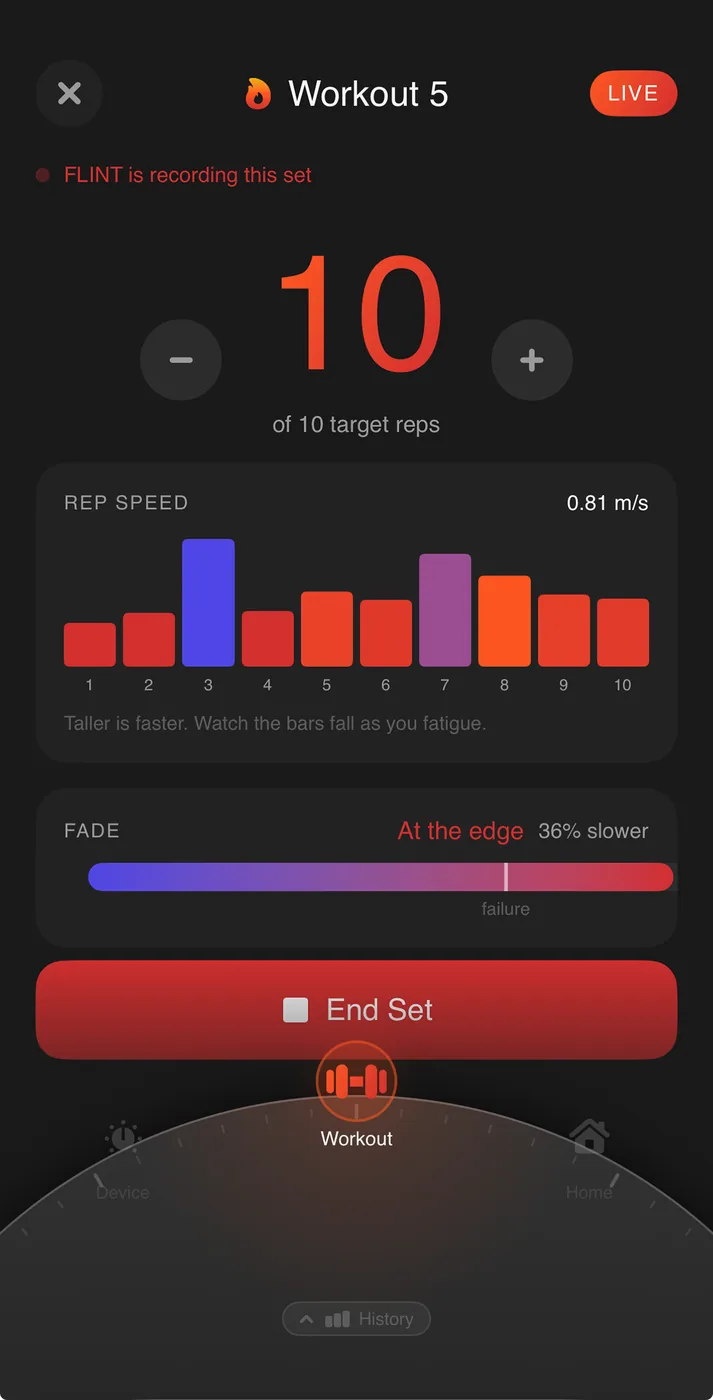 Workout 5
LIVE
FLINT is recording this set
10
of 10 target reps
REP SPEED
0.81 m/s
1 2 3 4 5 6 7 8 9 10
Taller is faster. Watch the bars fall as you fatigue.
FADE
At the edge 36% slower
failure
End Set
Workout
Device
Home
History